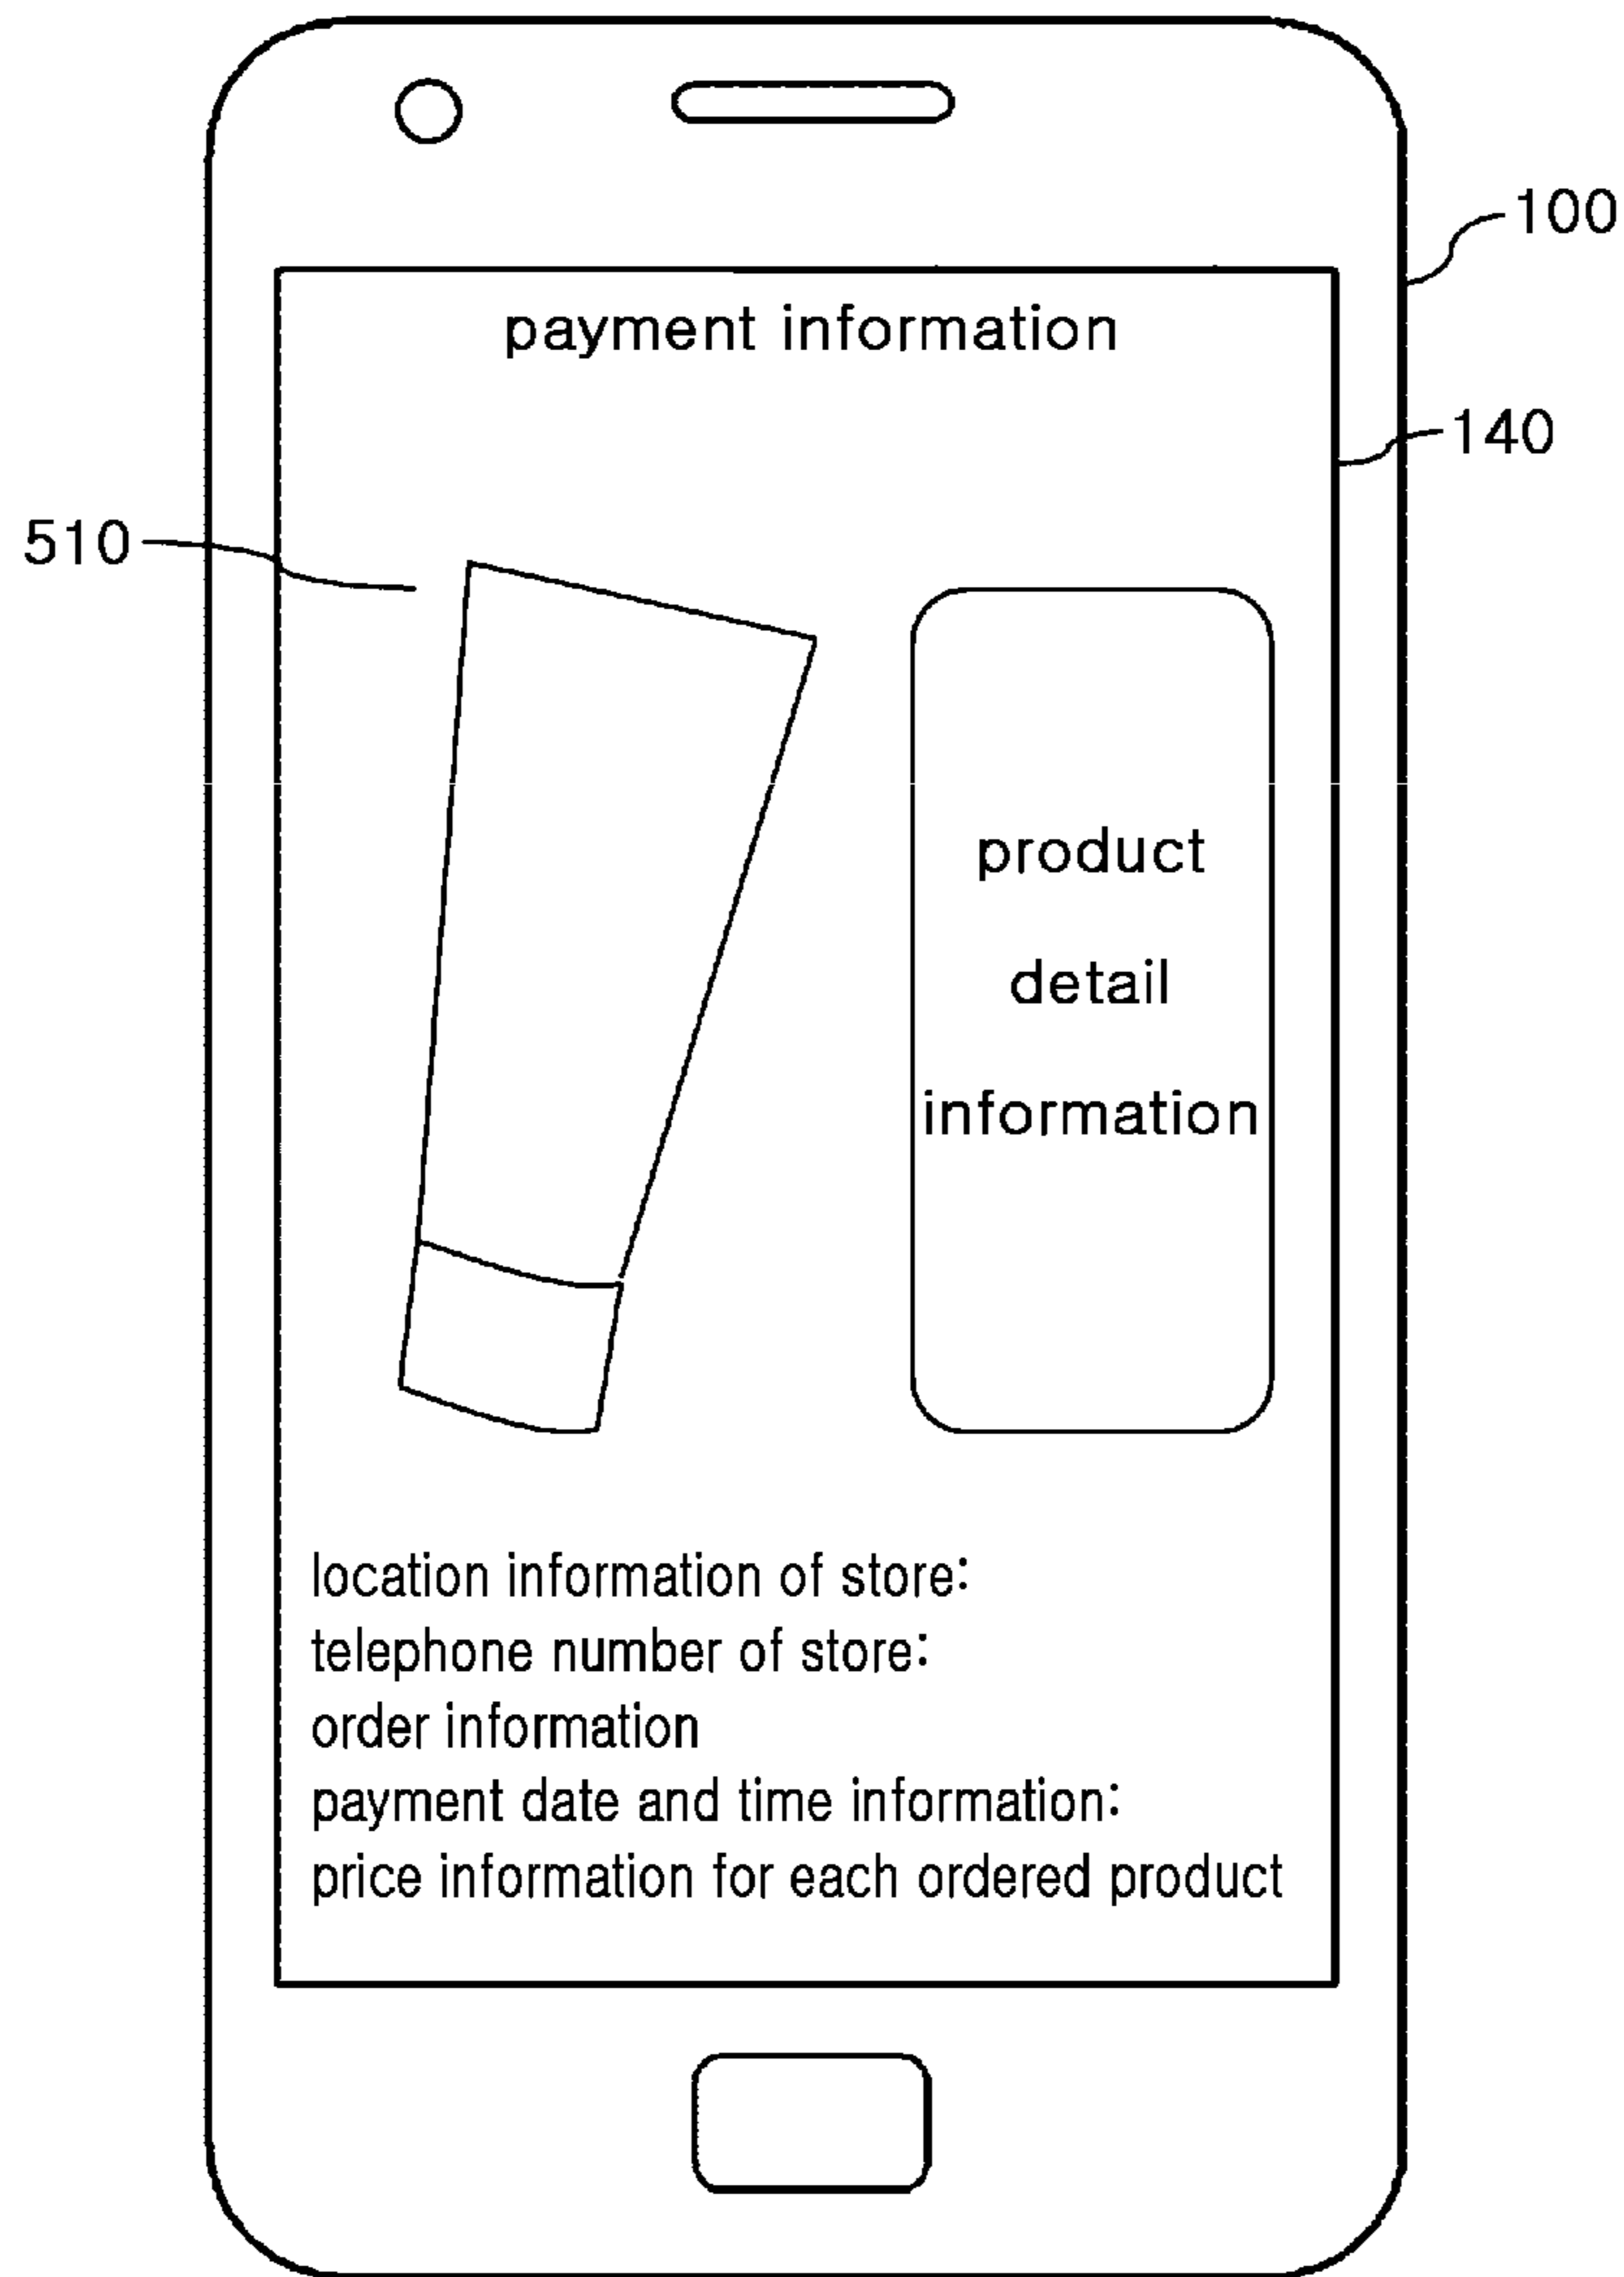 100
payment information
140
510
product
detail
information
location information of store:
telephone number of store:
order information
payment date and time information:
price information for each ordered product